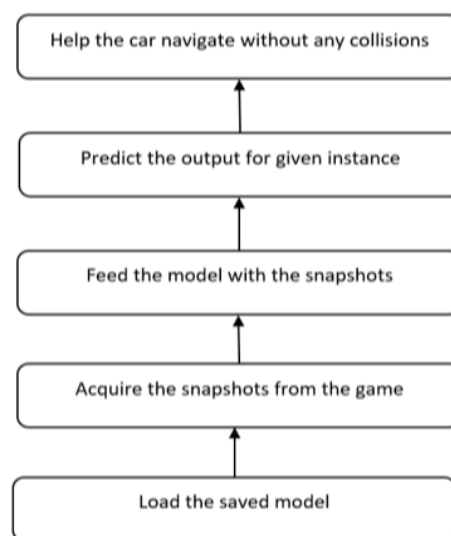 Help the car navigate without any collisions
Predict the output for given instance
Feed the model with the snapshots
Acquire the snapshots from the game
Load the saved model